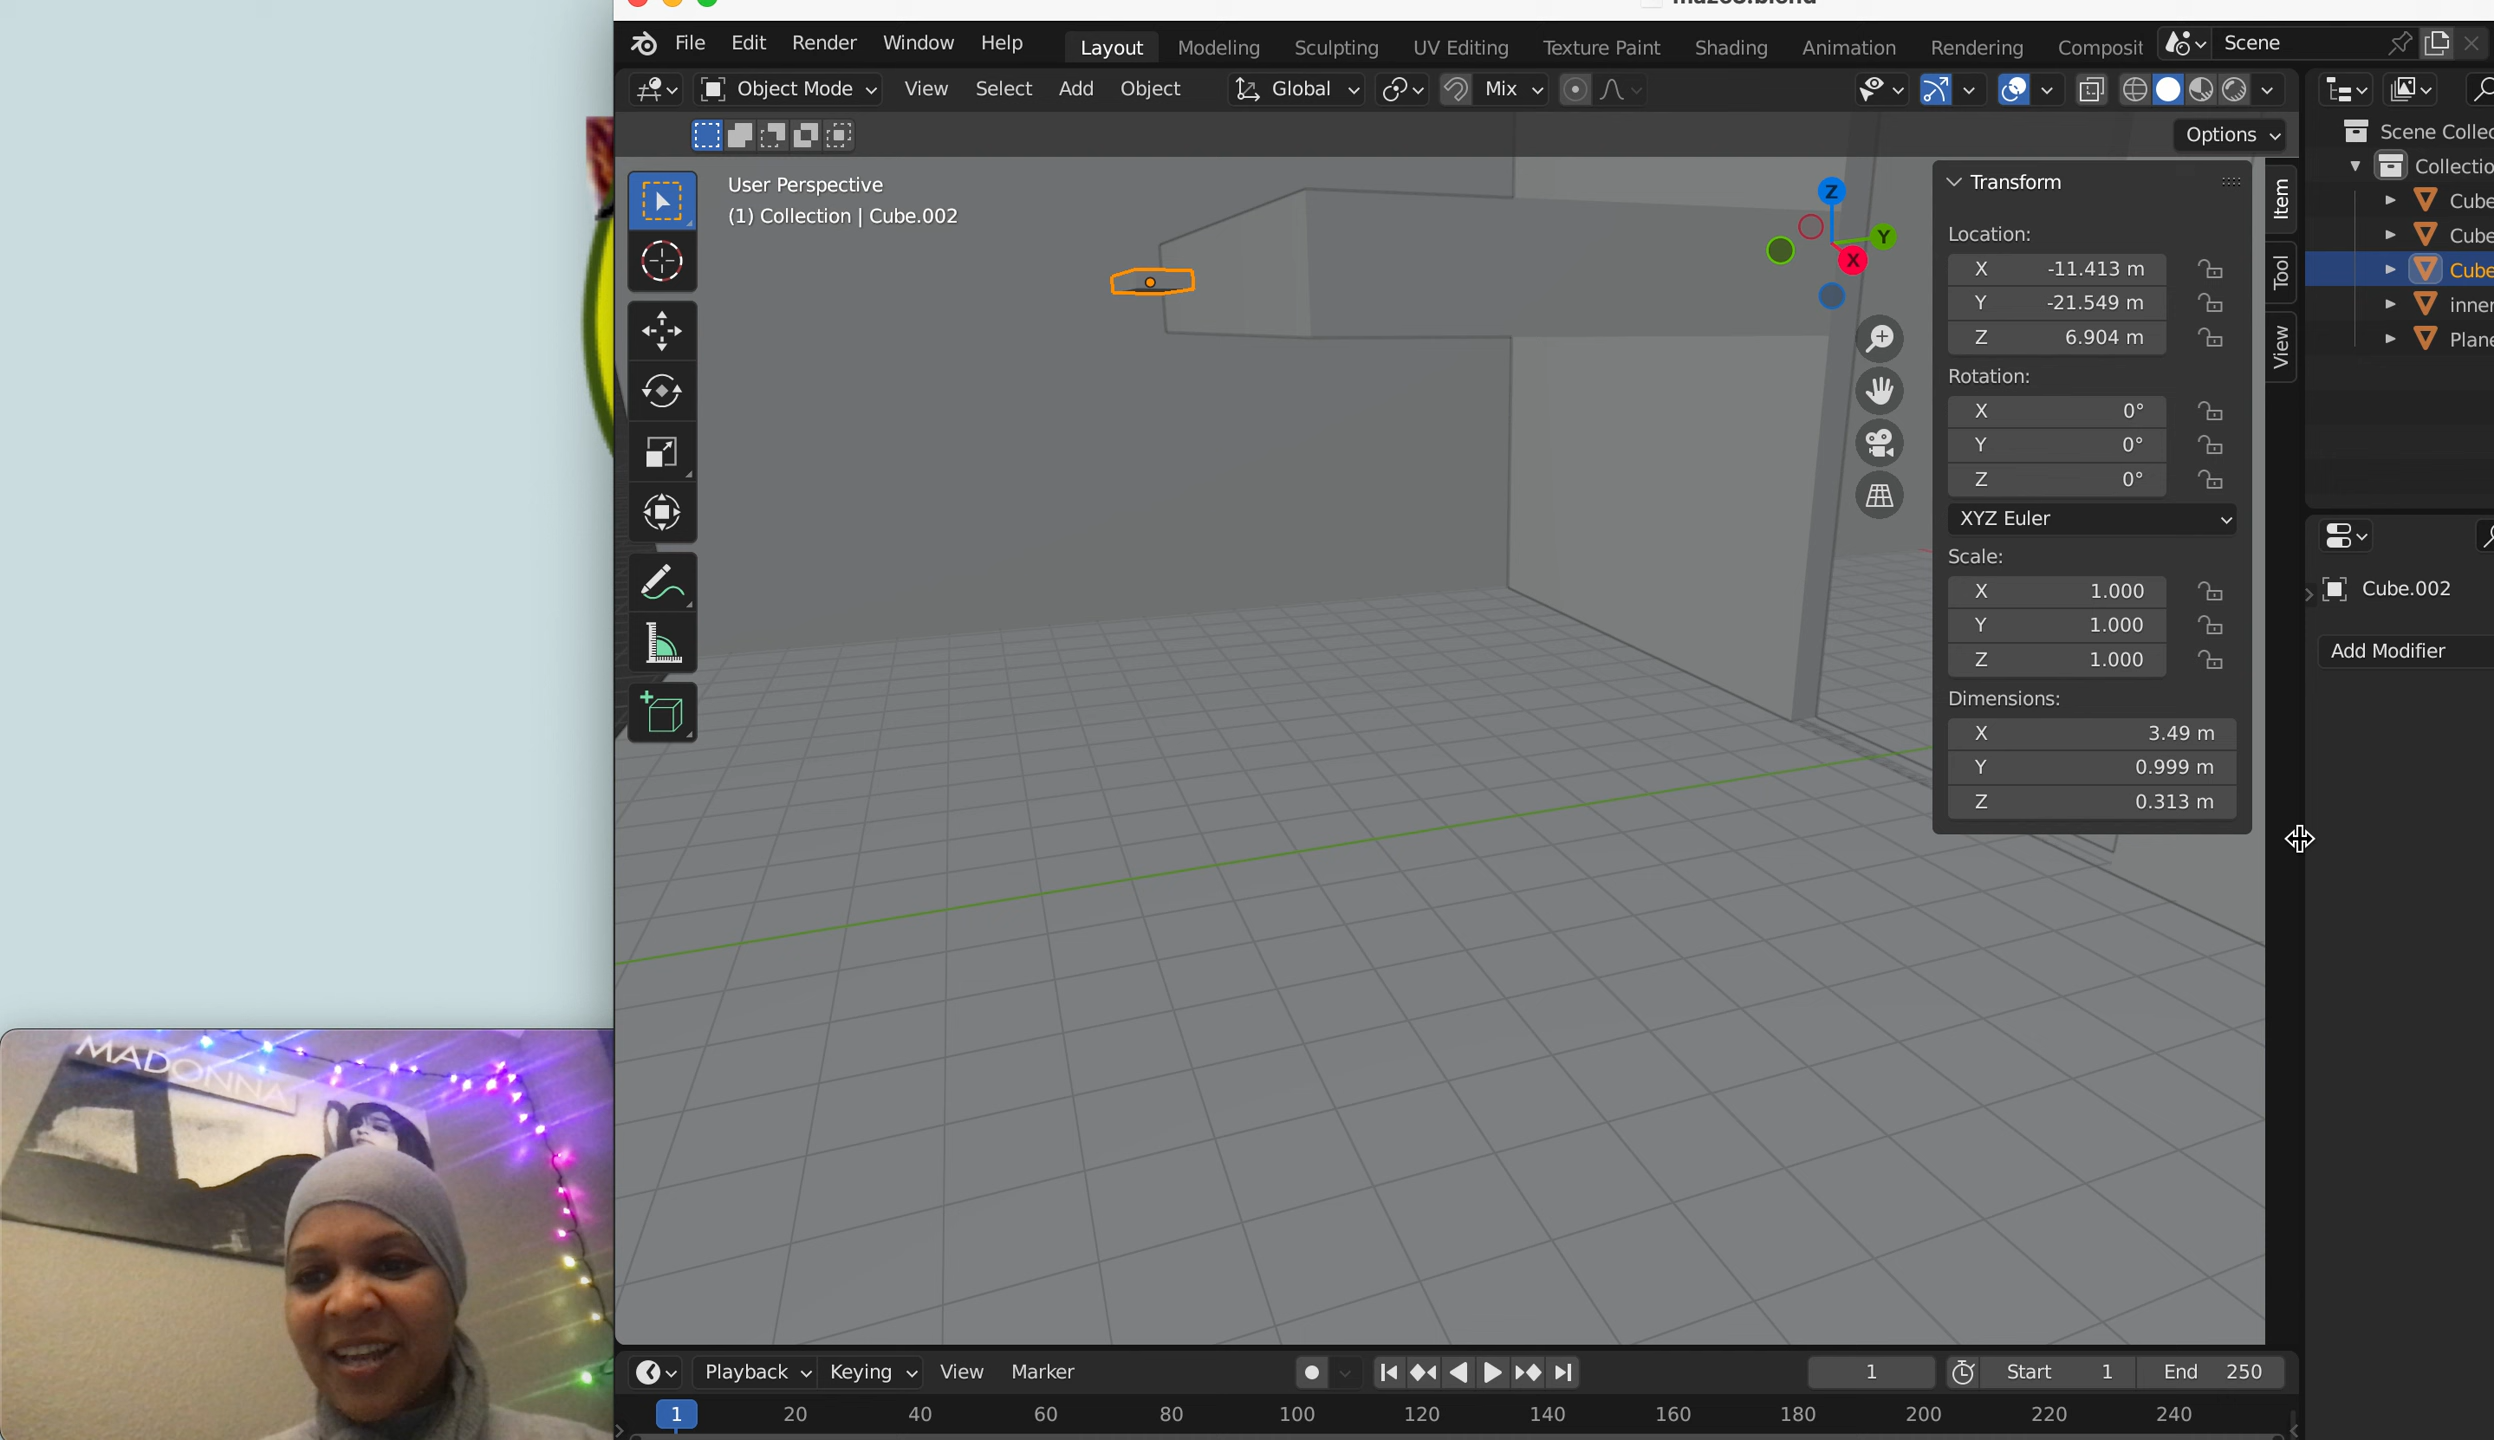 File Edit Render Window Help Layout Modeling Sculpting UV Editing Texture Paint Shading Animation Rendering Composit Scene
Object Mode View Select Add Object Global Mix
Options
User Perspective
(1) Collection | Cube.002
Z
Y
X
Transform
Location:
X -11.413 m
Y -21.549 m
Z 6.904 m
Rotation:
X 0°
Y 0°
Z 0°
XYZ Euler
Scale:
X 1.000
Y 1.000
Z 1.000
Dimensions:
X 3.49 m
Y 0.999 m
Z 0.313 m
Item
Tool
View
Scene Collec
Collectio
Cube
Cube
Cube
inner
Plane
Cube.002
Add Modifier
MADONNA
Playback Keying View Marker 1 Start 1 End 250
1 20 40 60 80 100 120 140 160 180 200 220 240